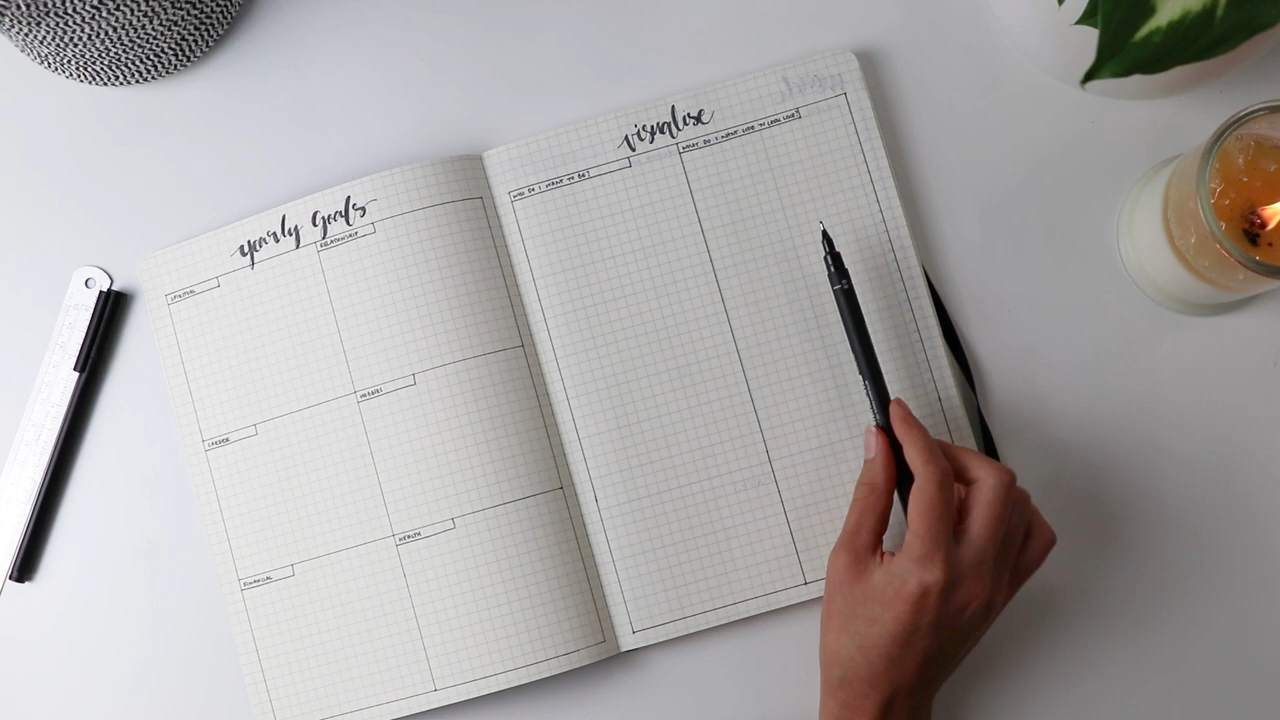 yearly Goals
SPIRITUAL
RELATIONSHIP
CAREER
FINANCIAL
HEALTH
visualise
WHO DO I WANT TO BE?
WHAT DO I WANT LIFE TO LOOK LIKE?